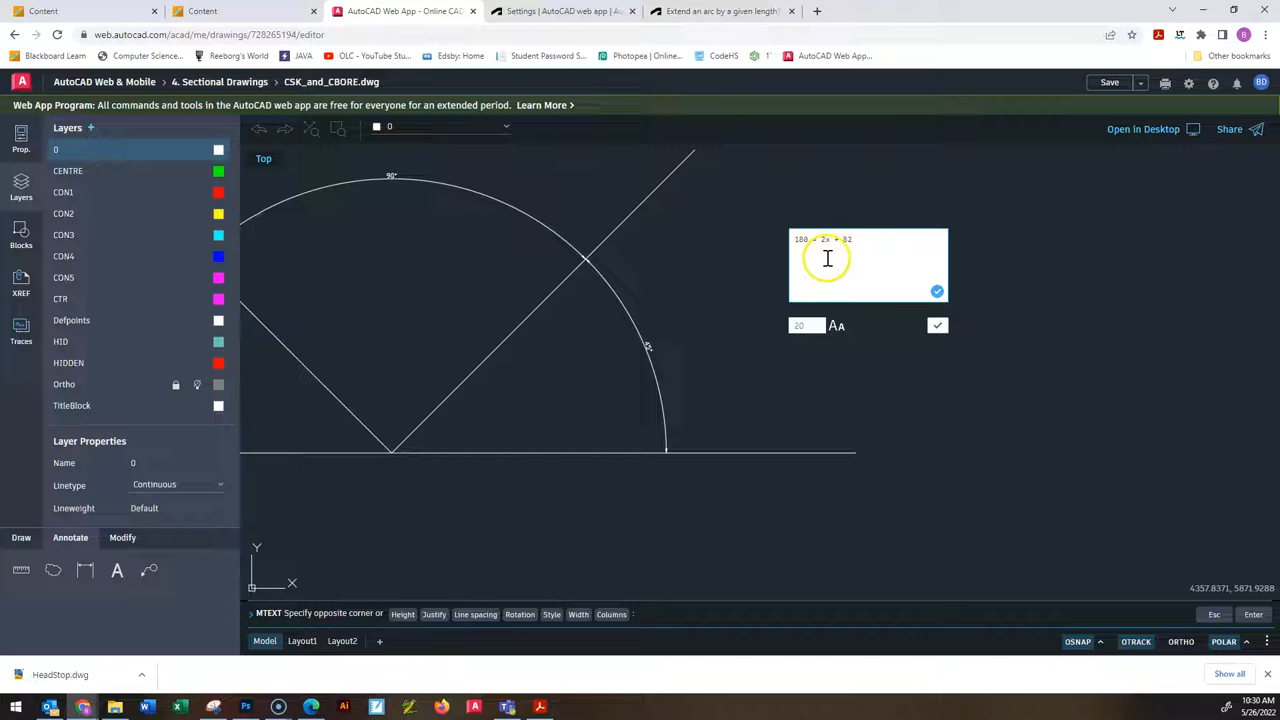 Content
Content
AutoCAD Web App - Online CAD
Settings | AutoCAD web app | Au
Extend an arc by a given length
web.autocad.com/acad/me/drawings/728265194/editor
Blackboard Learn
Computer Science...
Reeborg's World
JAVA
OLC - YouTube Stu...
Edsby: Home
Student Password S...
Photopea | Online...
CodeHS
AutoCAD Web App...
Other bookmarks
AutoCAD Web & Mobile > 4. Sectional Drawings > CSK_and_CBORE.dwg
Save
BD
Web App Program: All commands and tools in the AutoCAD web app are free for everyone for an extended period. Learn More >
Prop.
Layers
Blocks
XREF
Traces
Layers +
0
CENTRE
CON1
CON2
CON3
CON4
CON5
CTR
Defpoints
HID
HIDDEN
Ortho
TitleBlock
Layer Properties
Name 0
Linetype Continuous
Lineweight Default
Draw Annotate Modify
0
Open in Desktop
Share
Top
90°
45°
180 = 2x + 82
20
AA
Y
X
4357.8371, 5871.9288
MTEXT Specify opposite corner or Height Justify Line spacing Rotation Style Width Columns :
Esc Enter
Model Layout1 Layout2 +
OSNAP OTRACK ORTHO POLAR
HeadStop.dwg
Show all
10:30 AM
5/26/2022